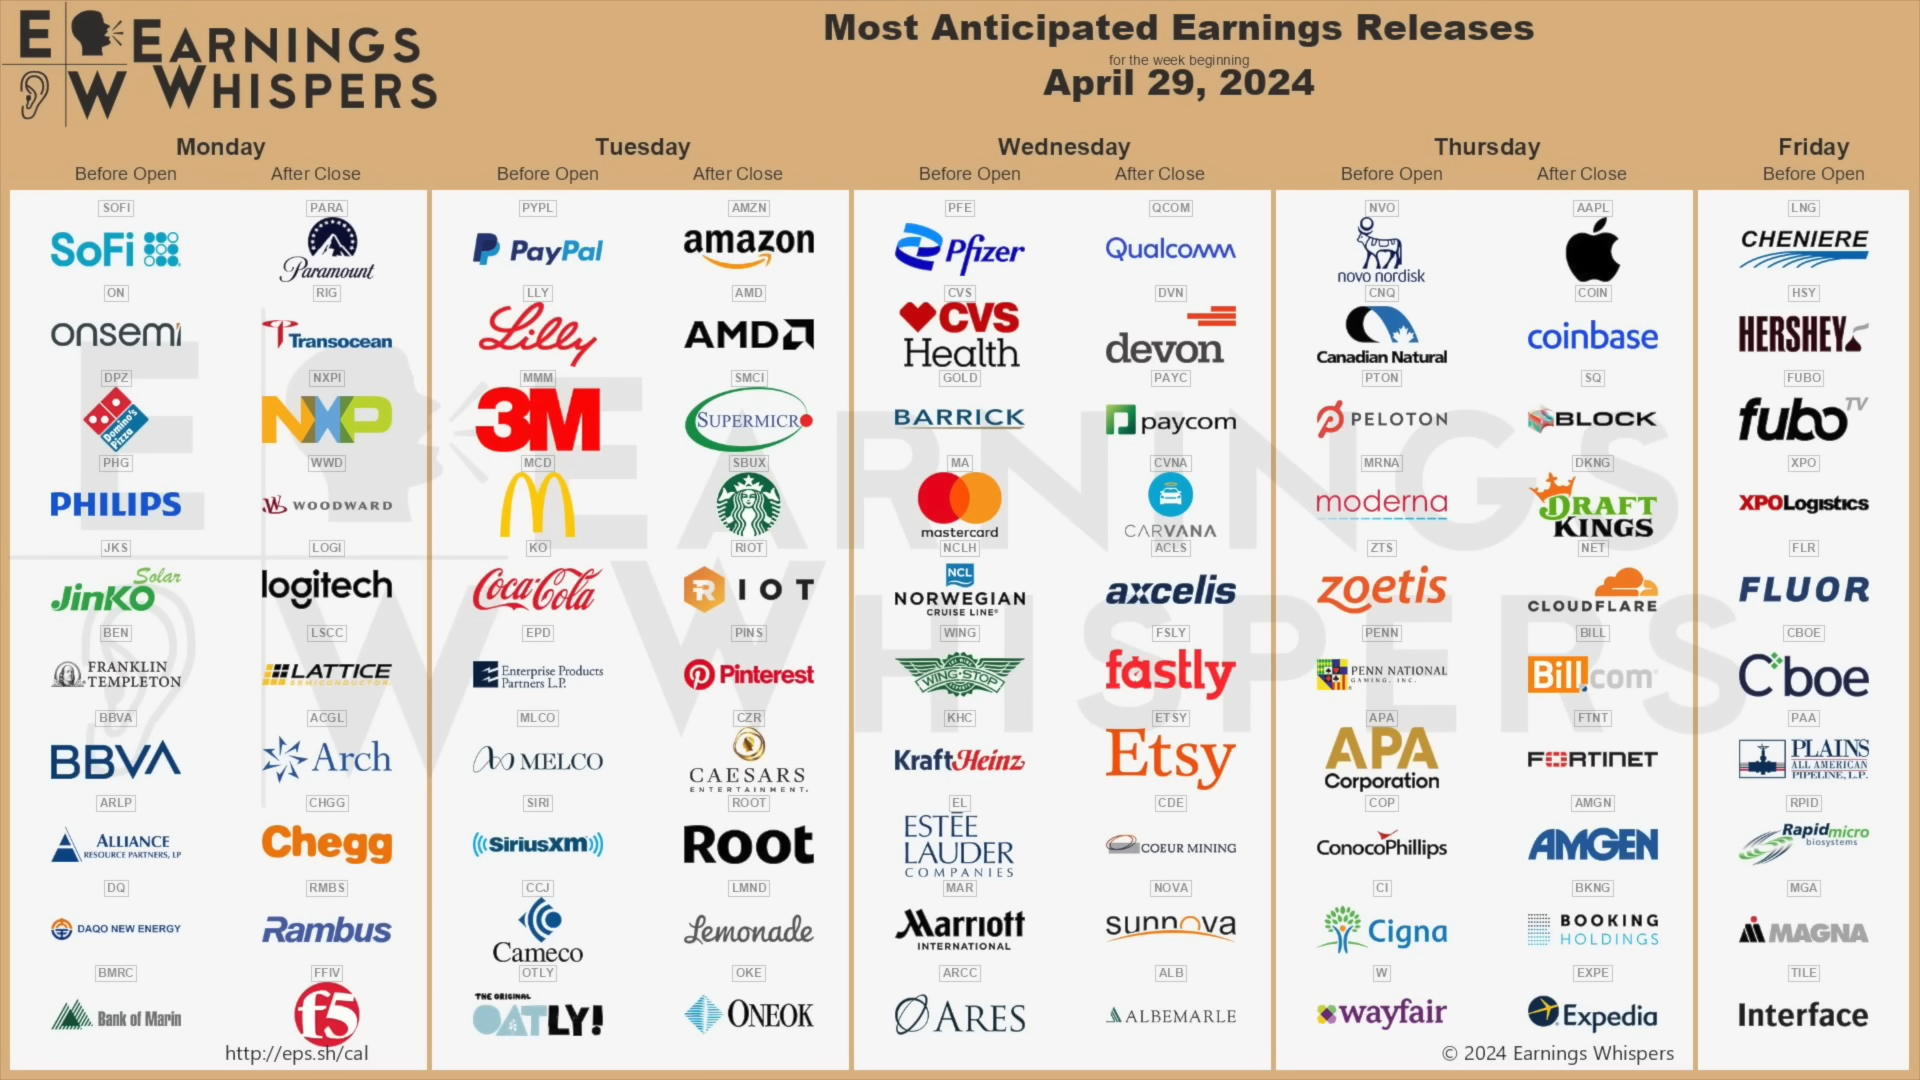 E EARNINGS
W WHISPERS
Most Anticipated Earnings Releases
for the week beginning
April 29, 2024
Monday
Before Open After Close
Tuesday
Before Open After Close
Wednesday
Before Open After Close
Thursday
Before Open After Close
Friday
Before Open
SOFI
SoFi
ON
onsemi
DPZ
Domino's
Pizza
PHG
PHILIPS
JKS
JinKO Solar
BEN
FRANKLIN
TEMPLETON
BBVA
BBVA
ARLP
ALLIANCE
RESOURCE PARTNERS, LP
DQ
DAQO NEW ENERGY
BMRC
Bank of Marin
PARA
Paramount
RIG
Transocean
NXPI
NXP
WWD
WOODWARD
LOGI
logitech
LSCC
LATTICE
SEMICONDUCTOR
ACGL
Arch
CHGG
Chegg
RMBS
Rambus
FFIV
f5
http://eps.sh/cal
PYPL
PayPal
LLY
Lilly
MMM
3M
MCD
KO
Coca-Cola
EPD
Enterprise Products
Partners L.P.
MLCO
MELCO
SIRI
SiriusXM
CCJ
Cameco
OTLY
THE ORIGINAL
OATLY!
AMZN
amazon
AMD
AMD
SMCI
SUPERMICRO
SBUX
RIOT
RIOT
PINS
Pinterest
CZR
CAESARS
ENTERTAINMENT.
ROOT
Root
LMND
Lemonade
OKE
ONEOK
PFE
Pfizer
CVS
CVS
Health
GOLD
BARRICK
MA
mastercard
NCLH
NCL
NORWEGIAN
CRUISE LINE®
WING
WING·STOP
KHC
KraftHeinz
EL
ESTĒE
LAUDER
COMPANIES
MAR
Marriott
INTERNATIONAL
ARCC
ARES
QCOM
Qualcomm
DVN
devon
PAYC
paycom
CVNA
CARVANA
ACLS
axcelis
FSLY
fastly
ETSY
Etsy
CDE
COEUR MINING
NOVA
sunnova
ALB
ALBEMARLE
NVO
novo nordisk
CNQ
Canadian Natural
PTON
PELOTON
MRNA
moderna
ZTS
zoetis
PENN
PENN NATIONAL
GAMING, INC.
APA
APA
Corporation
COP
ConocoPhillips
CI
Cigna
W
wayfair
AAPL
COIN
coinbase
SQ
BLOCK
DKNG
DRAFT
KINGS
NET
CLOUDFLARE
BILL
Bill.com
FTNT
FORTINET
AMGN
AMGEN
BKNG
BOOKING
HOLDINGS
EXPE
Expedia
© 2024 Earnings Whispers
LNG
CHENIERE
HSY
HERSHEY
FUBO
fubo TV
XPO
XPOLogistics
FLR
FLUOR
CBOE
Cboe
PAA
PLAINS
ALL AMERICAN
PIPELINE, L.P.
RPID
Rapidmicro
biosystems
MGA
MAGNA
TILE
Interface
E EARNINGS
W WHISPERS